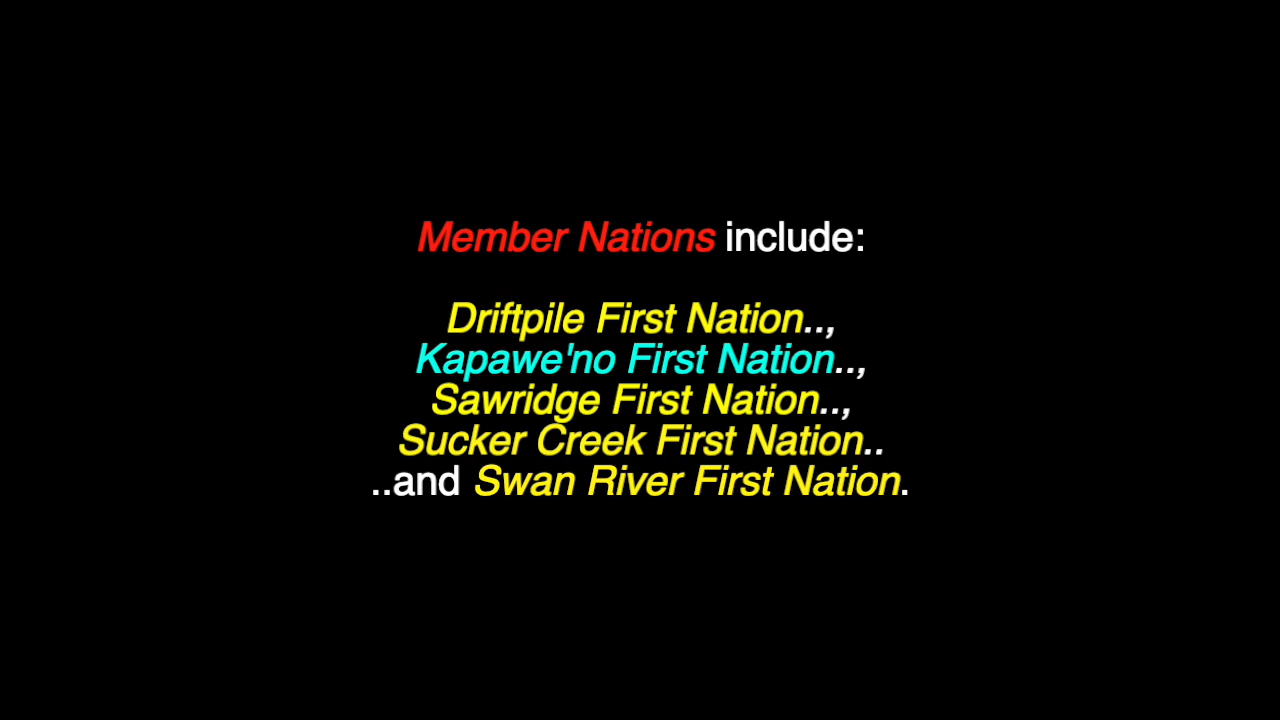 Member Nations include:
Driftpile First Nation..,
Kapawe'no First Nation..,
Sawridge First Nation..,
Sucker Creek First Nation..
..and Swan River First Nation.